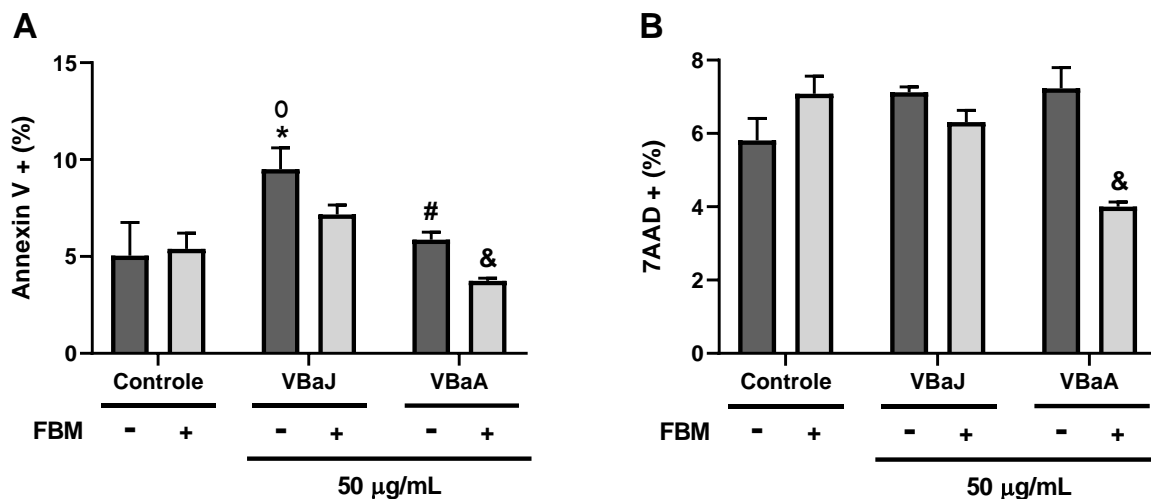 A
Annexin V + (%)
15
10
5
0
o
*
#
&
Controle VBaJ VBaA
FBM - + - + - +
50 µg/mL
B
7AAD + (%)
8
6
4
2
0
&
Controle VBaJ VBaA
FBM - + - + - +
50 µg/mL